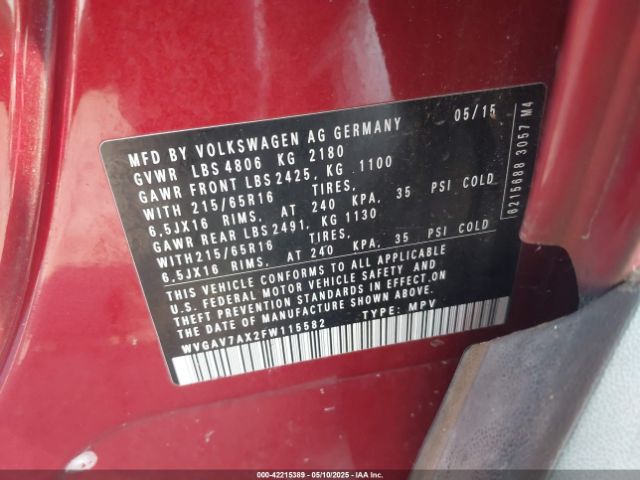 MFD BY VOLKSWAGEN AG GERMANY 05/15
GVWR LBS 4806 KG 2180
GAWR FRONT LBS 2425, KG 1100
WITH 215/65R16 TIRES,
6,5JX16 RIMS, AT 240 KPA, 35 PSI COLD
GAWR REAR LBS 2491, KG 1130
WITH215/65R16 TIRES,
6,5JX16 RIMS, AT 240 KPA, 35 PSI COLD
THIS VEHICLE CONFORMS TO ALL APPLICABLE
U.S. FEDERAL MOTOR VEHICLE SAFETY AND
THEFT PREVENTION STANDARDS IN EFFECT ON
THE DATE OF MANUFACTURE SHOWN ABOVE.
WVGAV7AX2FW115582 TYPE: MPV
6215688 3057 M4
000-42215389 - 05/10/2025 - IAAI.COM